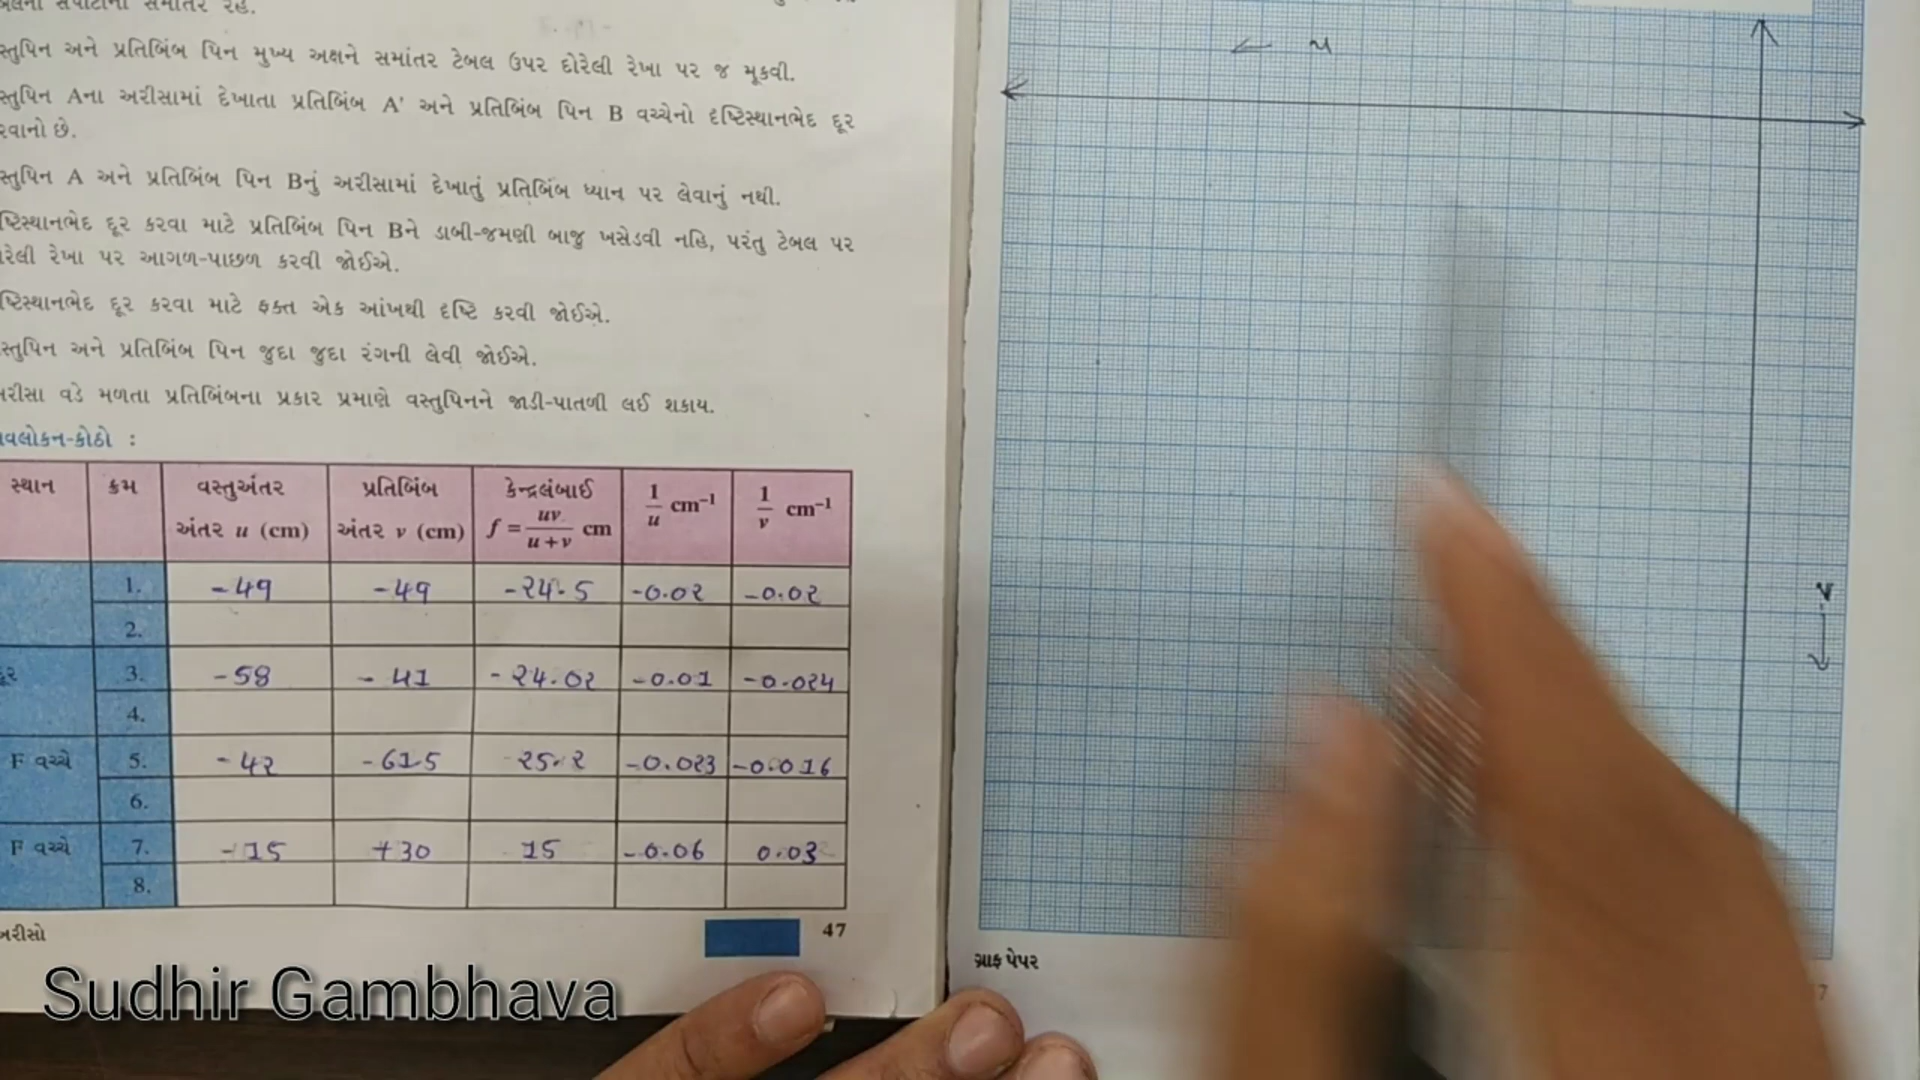 સમાંતર રહે.
સ્તુપિન અને પ્રતિબિંબ પિન મુખ્ય અક્ષને સમાંતર ટેબલ ઉપર દોરેલી રેખા પર જ મૂકવી.
સ્તુપિન Aના અરીસામાં દેખાતા પ્રતિબિંબ A' અને પ્રતિબિંબ પિન B વચ્ચેનો દૃષ્ટિસ્થાનભેદ દૂર
રવાનો છે.
સ્તુપિન A અને પ્રતિબિંબ પિન Bનું અરીસામાં દેખાતું પ્રતિબિંબ ધ્યાન પર લેવાનું નથી.
ષ્ટિસ્થાનભેદ દૂર કરવા માટે પ્રતિબિંબ પિન Bને ડાબી-જમણી બાજુ ખસેડવી નહિ, પરંતુ ટેબલ પર
રેલી રેખા પર આગળ-પાછળ કરવી જોઈએ.
ષ્ટિસ્થાનભેદ દૂર કરવા માટે ફક્ત એક આંખથી દૃષ્ટિ કરવી જોઈએ.
સ્તુપિન અને પ્રતિબિંબ પિન જુદા જુદા રંગની લેવી જોઈએ.
રીસા વડે મળતા પ્રતિબિંબના પ્રકાર પ્રમાણે વસ્તુપિનને જાડી-પાતળી લઈ શકાય.
વલોકન-કોઠો :
સ્થાન ક્રમ વસ્તુઅંતર અંતર u (cm) પ્રતિબિંબ અંતર v (cm) કેન્દ્રલંબાઈ f = uv/u+v cm 1/u cm⁻¹ 1/v cm⁻¹
1. -49 -49 -24.5 -0.02 -0.02
2.
દૂર 3. -58 -41 -24.02 -0.01 -0.024
4.
F વચ્ચે 5. -42 -61.5 25.2 -0.023 -0.016
6.
F વચ્ચે 7. -15 +30 15 -0.06 0.03
8.
અરીસો 47
Sudhir Gambhava
← u
v
ગ્રાફ પેપર
7